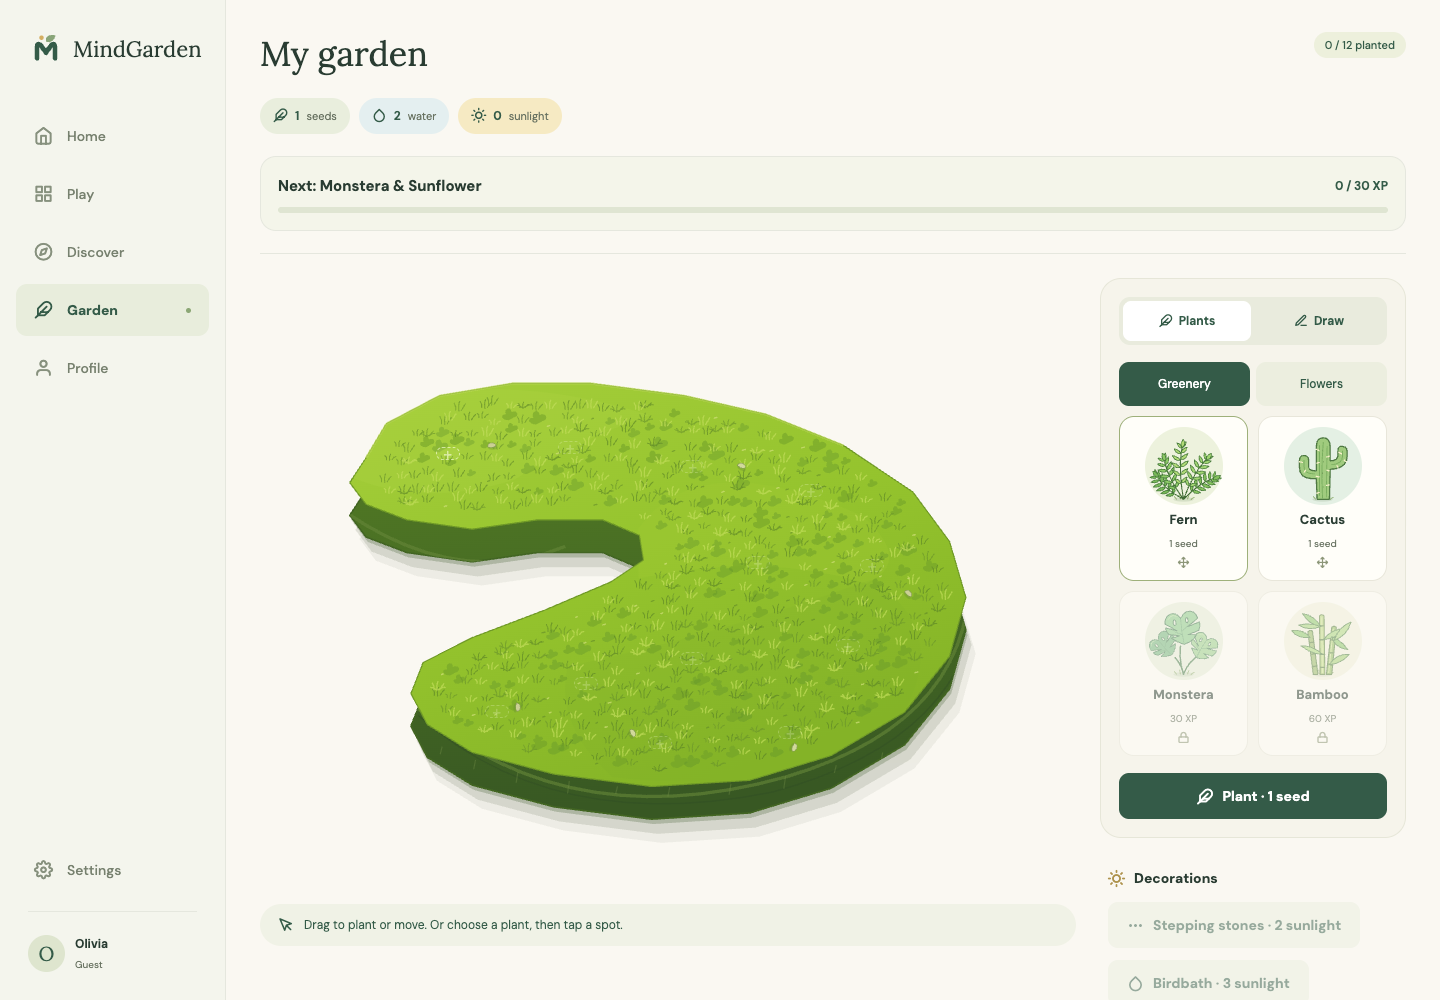 MindGarden
Home
Play
Discover
Garden
Profile
Settings
O
Olivia
Guest
My garden
0 / 12 planted
1 seeds
2 water
0 sunlight
Next: Monstera & Sunflower
0 / 30 XP
Plants
Draw
Greenery
Flowers
Fern
1 seed
Cactus
1 seed
Monstera
30 XP
Bamboo
60 XP
Plant · 1 seed
Drag to plant or move. Or choose a plant, then tap a spot.
Decorations
Stepping stones · 2 sunlight
Birdbath · 3 sunlight